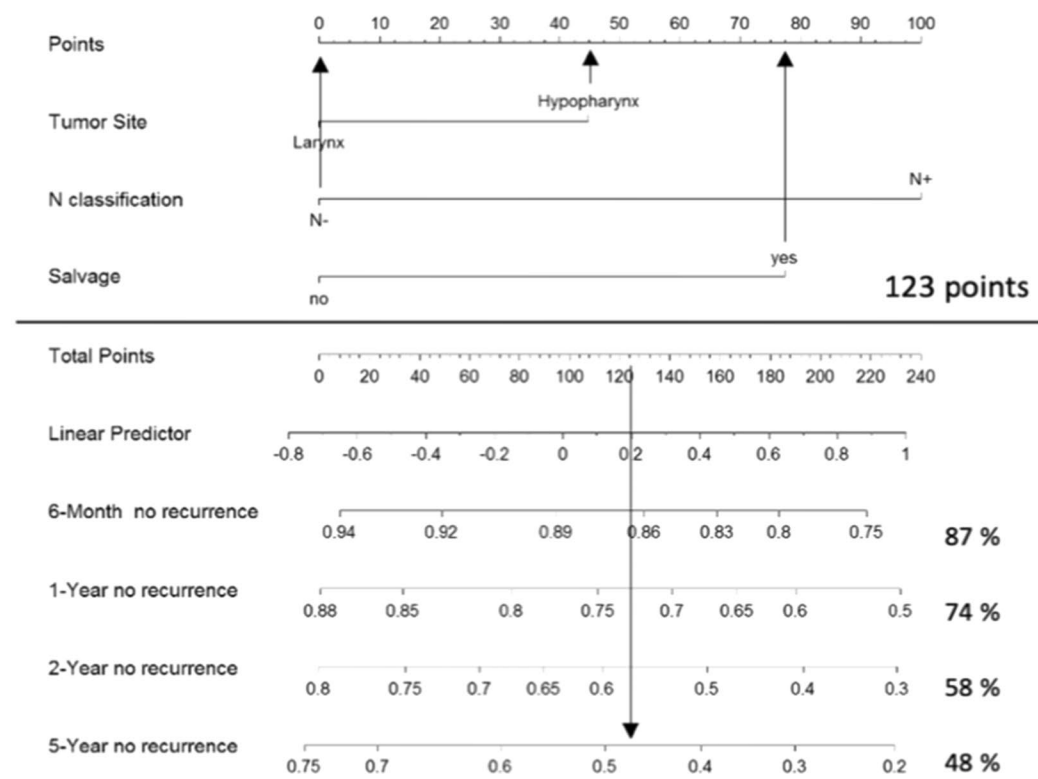 0 10 20 30 40 50 60 70 80 90 100
Points
Hypopharynx
Tumor Site
Larynx
N+
N classification
N-
yes
Salvage
no
123 points
Total Points
0 20 40 60 80 100 120 140 160 180 200 220 240
Linear Predictor
-0.8 -0.6 -0.4 -0.2 0 0.2 0.4 0.6 0.8 1
6-Month no recurrence
0.94 0.92 0.89 0.86 0.83 0.8 0.75
87 %
1-Year no recurrence
0.88 0.85 0.8 0.75 0.7 0.65 0.6 0.5
74 %
2-Year no recurrence
0.8 0.75 0.7 0.65 0.6 0.5 0.4 0.3
58 %
5-Year no recurrence
0.75 0.7 0.6 0.5 0.4 0.3 0.2
48 %